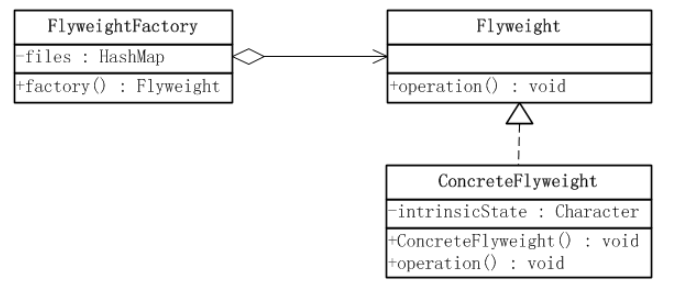 FlyweightFactory
-files : HashMap
+factory() : Flyweight
Flyweight
+operation() : void
ConcreteFlyweight
-intrinsicState : Character
+ConcreteFlyweight() : void
+operation() : void